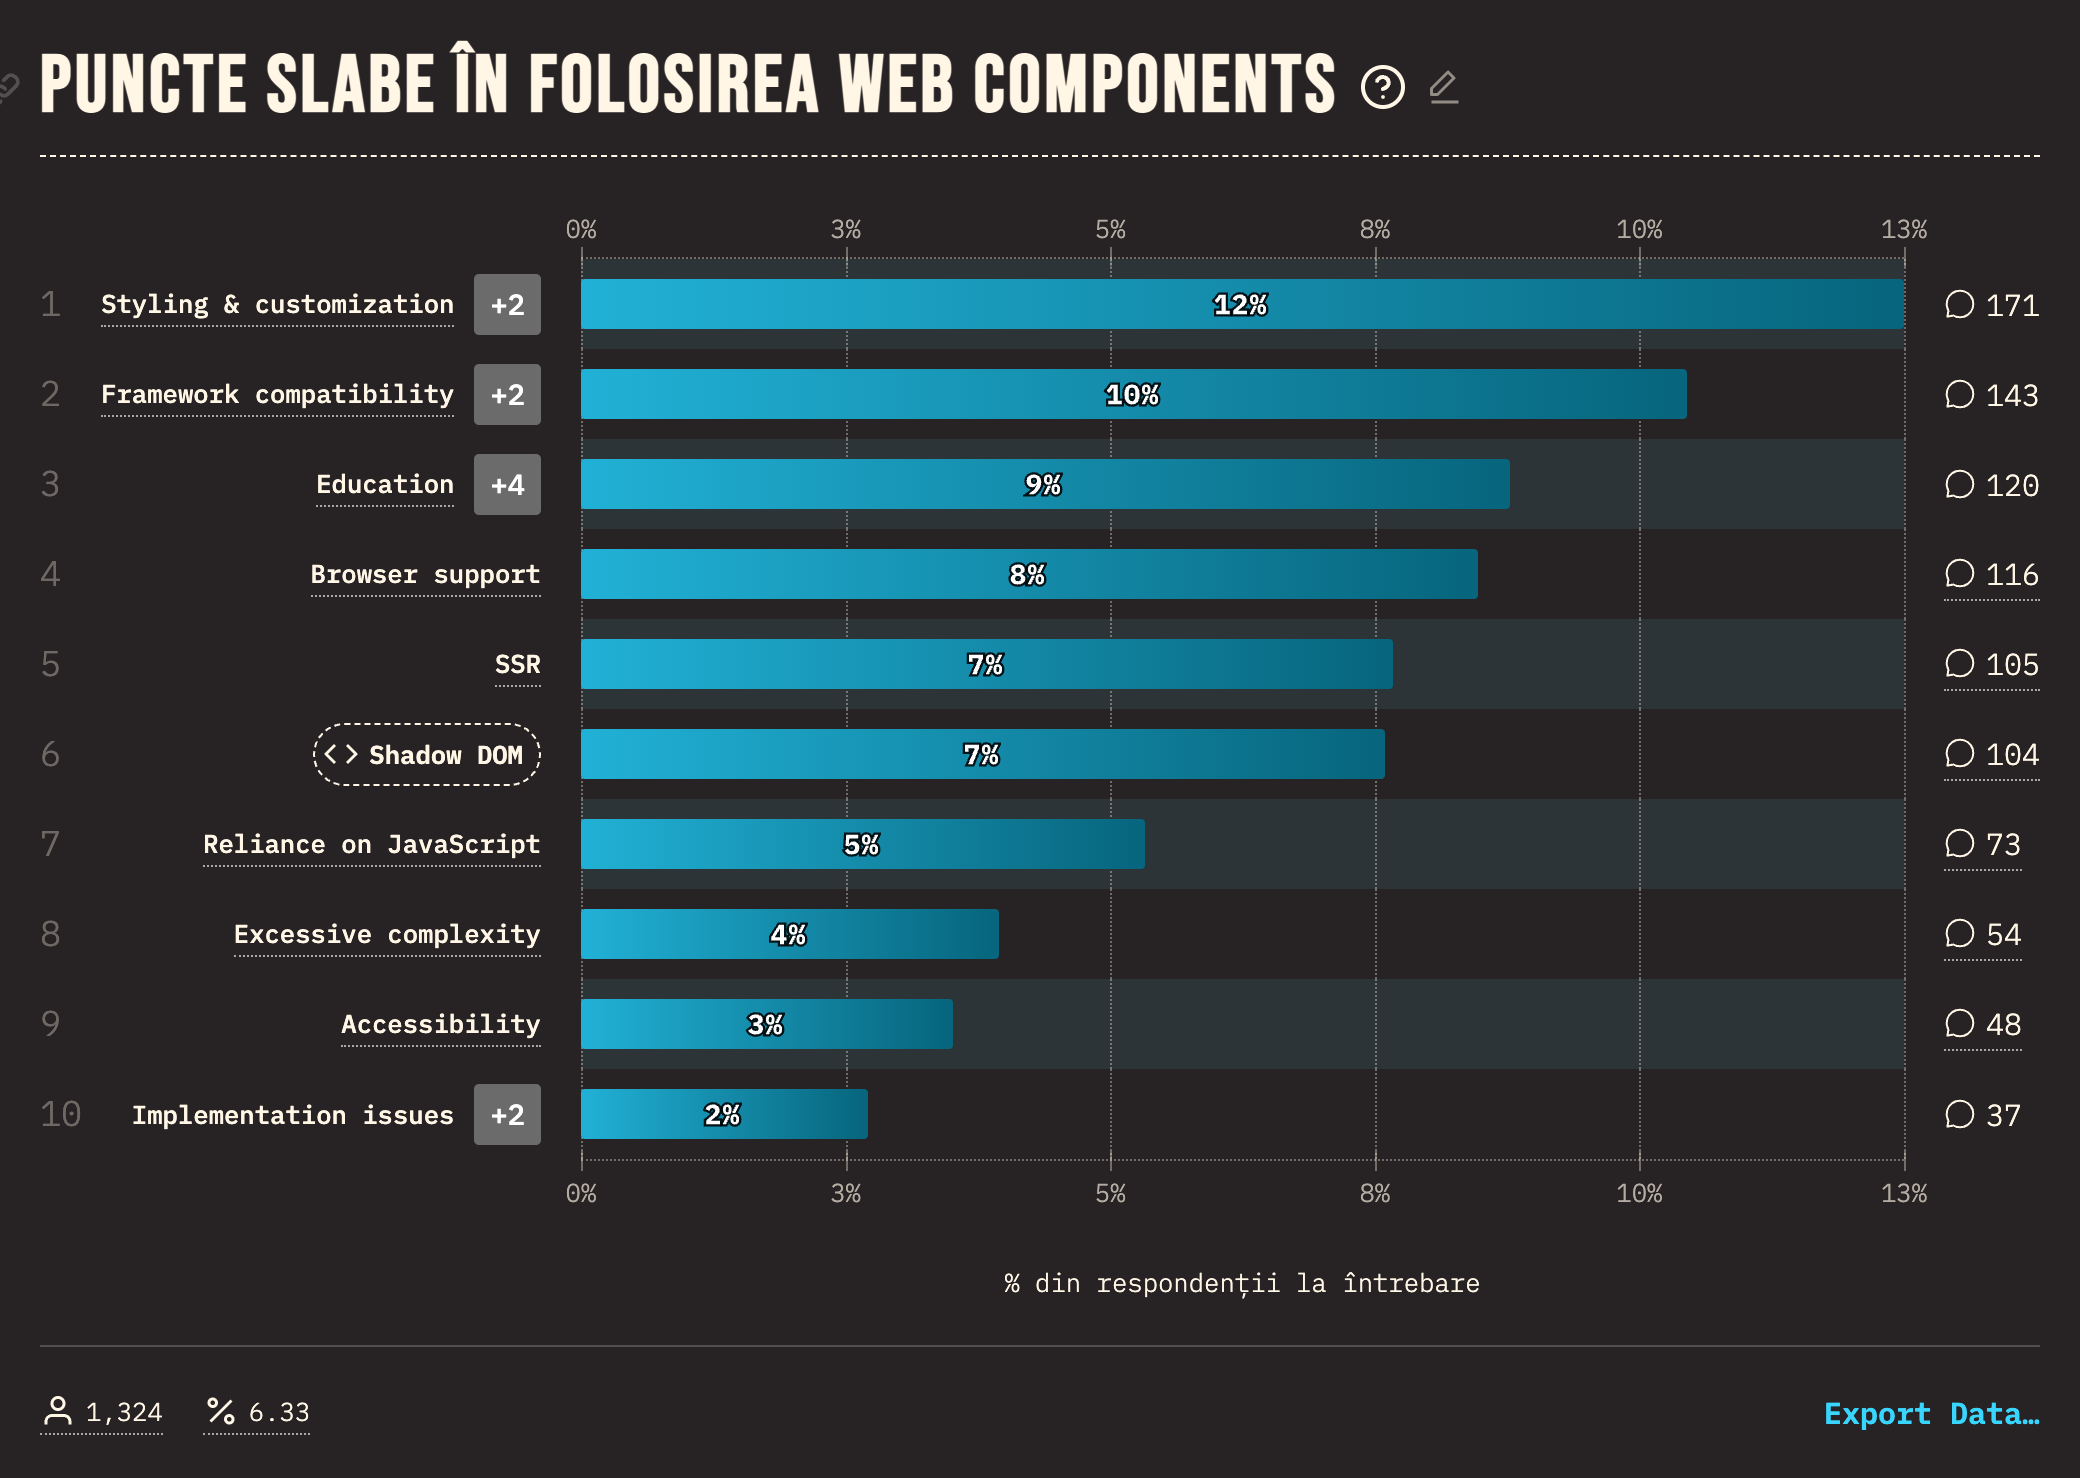 PUNCTE SLABE ÎN FOLOSIREA WEB COMPONENTS
0% 3% 5% 8% 10% 13%
1 Styling & customization +2 12% 171
2 Framework compatibility +2 10% 143
3 Education +4 9% 120
4 Browser support 8% 116
5 SSR 7% 105
6 <> Shadow DOM 7% 104
7 Reliance on JavaScript 5% 73
8 Excessive complexity 4% 54
9 Accessibility 3% 48
10 Implementation issues +2 2% 37
0% 3% 5% 8% 10% 13%
% din respondenții la întrebare
1,324 % 6.33 Export Data…